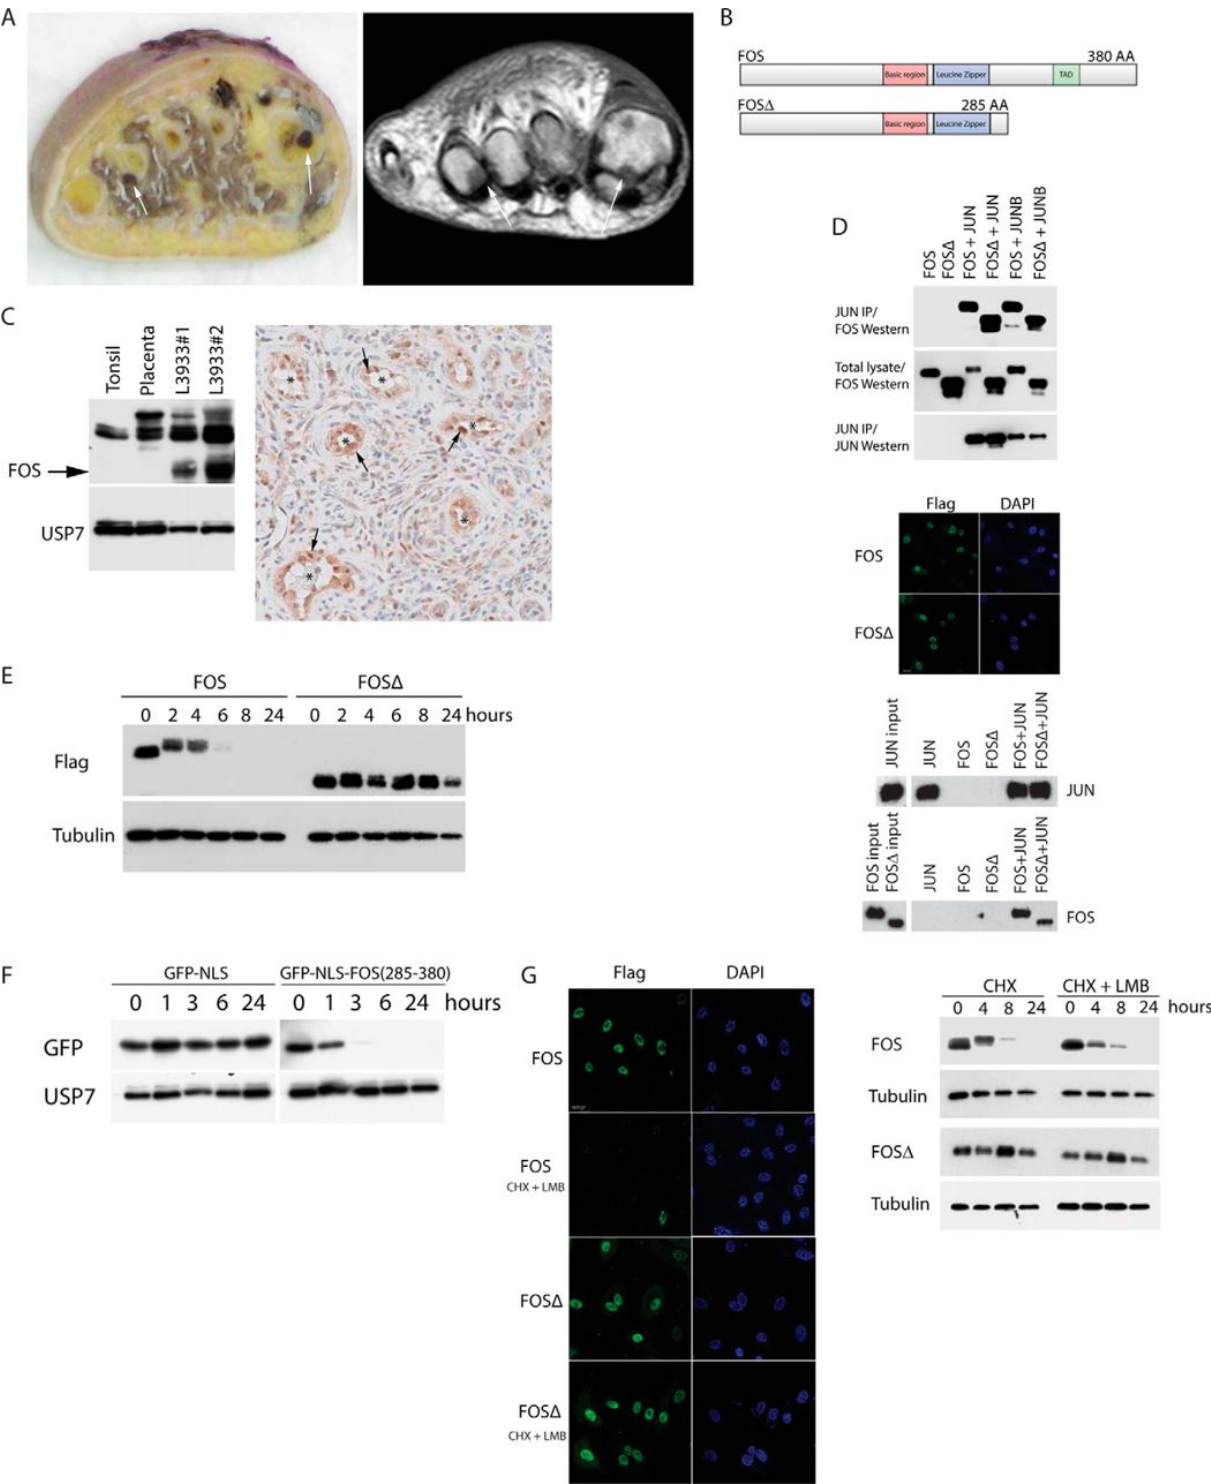 A
B
FOS 380 AA
Basic region Leucine Zipper TAD
FOSΔ 285 AA
Basic region Leucine Zipper
C
Tonsil
Placenta
L3933#1
L3933#2
FOS
USP7
* * * * * *
D
FOS
FOSΔ
FOS + JUN
FOSΔ + JUN
FOS + JUNB
FOSΔ + JUNB
JUN IP/
FOS Western
Total lysate/
FOS Western
JUN IP/
JUN Western
Flag DAPI
FOS
FOSΔ
JUN input
JUN
FOS
FOSΔ
FOS+JUN
FOSΔ+JUN
JUN
FOS input
FOSΔ input
JUN
FOS
FOSΔ
FOS+JUN
FOSΔ+JUN
FOS
E
FOS FOSΔ
0 2 4 6 8 24 0 2 4 6 8 24 hours
Flag
Tubulin
F
GFP-NLS GFP-NLS-FOS(285-380)
0 1 3 6 24 0 1 3 6 24 hours
GFP
USP7
G
Flag DAPI
FOS
FOS
CHX + LMB
FOSΔ
FOSΔ
CHX + LMB
CHX CHX + LMB
0 4 8 24 0 4 8 24 hours
FOS
Tubulin
FOSΔ
Tubulin